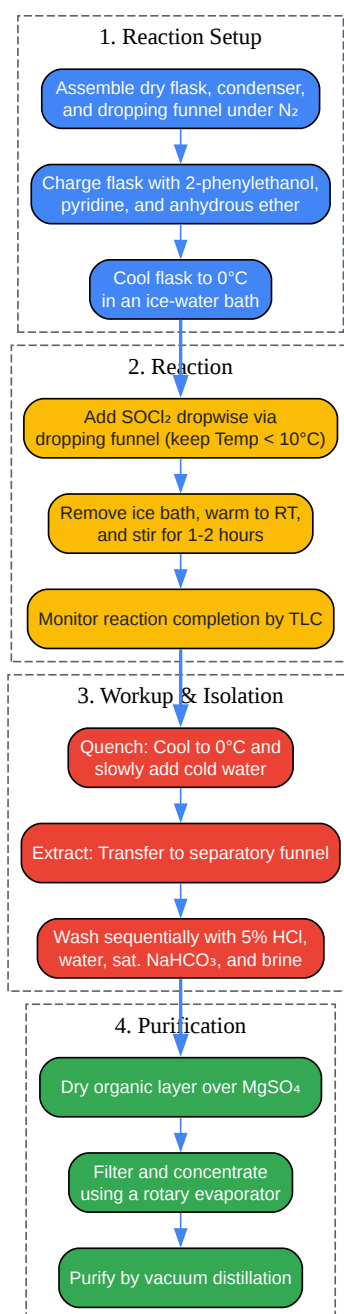 1. Reaction Setup
Assemble dry flask, condenser,
and dropping funnel under N₂
Charge flask with 2-phenylethanol,
pyridine, and anhydrous ether
Cool flask to 0°C
in an ice-water bath
2. Reaction
Add SOCl₂ dropwise via
dropping funnel (keep Temp < 10°C)
Remove ice bath, warm to RT,
and stir for 1-2 hours
Monitor reaction completion by TLC
3. Workup & Isolation
Quench: Cool to 0°C and
slowly add cold water
Extract: Transfer to separatory funnel
Wash sequentially with 5% HCl,
water, sat. NaHCO₃, and brine
4. Purification
Dry organic layer over MgSO₄
Filter and concentrate
using a rotary evaporator
Purify by vacuum distillation